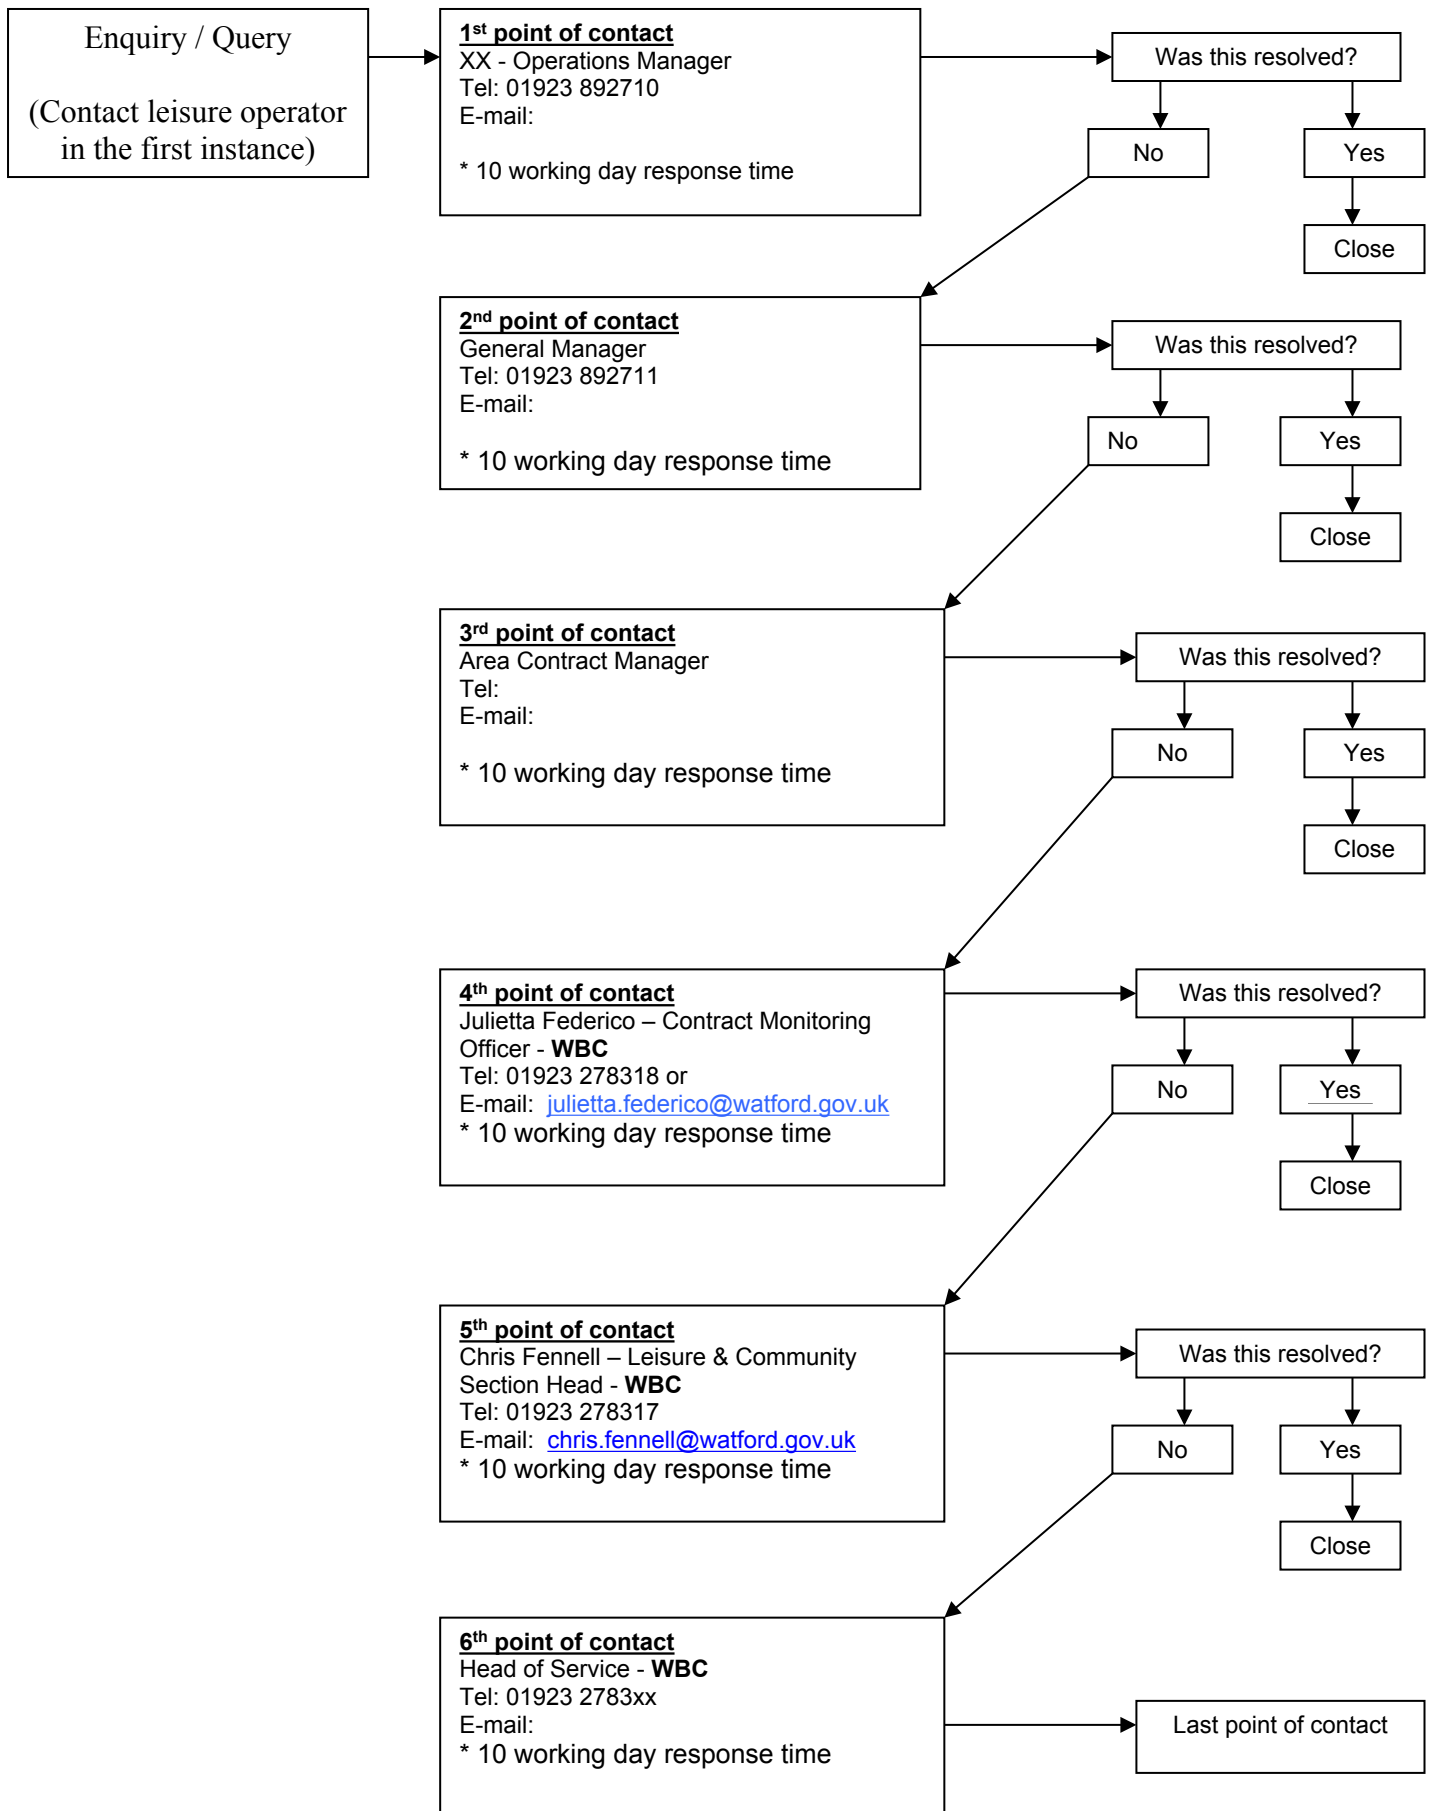 Enquiry / Query
(Contact leisure operator
in the first instance)
1st point of contact
XX - Operations Manager
Tel: 01923 892710
E-mail:
* 10 working day response time
Was this resolved?
No
Yes
Close
2nd point of contact
General Manager
Tel: 01923 892711
E-mail:
* 10 working day response time
Was this resolved?
No
Yes
Close
3rd point of contact
Area Contract Manager
Tel:
E-mail:
* 10 working day response time
Was this resolved?
No
Yes
Close
4th point of contact
Julietta Federico – Contract Monitoring
Officer - WBC
Tel: 01923 278318 or
E-mail: julietta.federico@watford.gov.uk
* 10 working day response time
Was this resolved?
No
Yes
Close
5th point of contact
Chris Fennell – Leisure & Community
Section Head - WBC
Tel: 01923 278317
E-mail: chris.fennell@watford.gov.uk
* 10 working day response time
Was this resolved?
No
Yes
Close
6th point of contact
Head of Service - WBC
Tel: 01923 2783xx
E-mail:
* 10 working day response time
Last point of contact